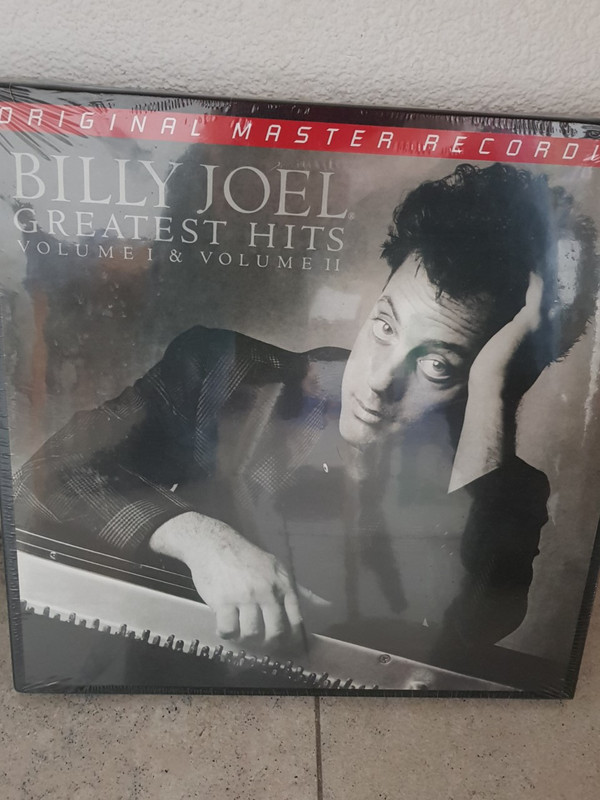 ORIGINAL MASTER RECORDI
BILLY JOEL
GREATEST HITS
VOLUME I & VOLUME II